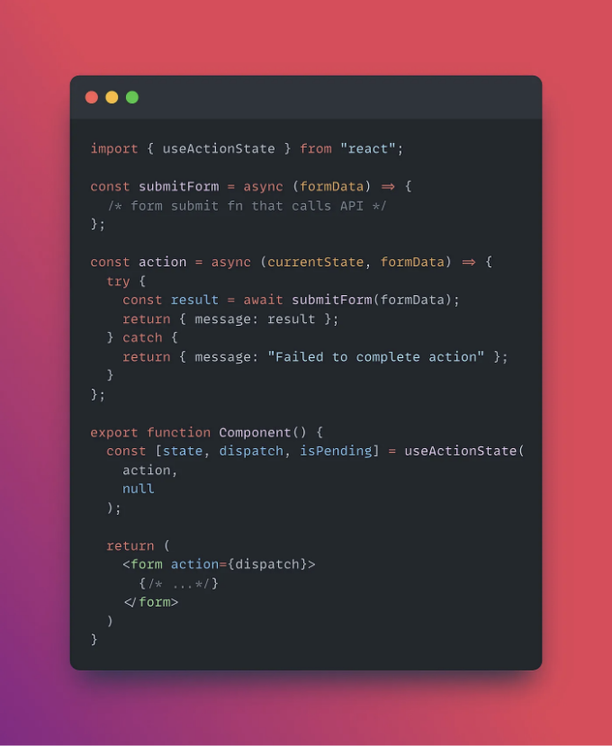 import { useActionState } from "react";
const submitForm = async (formData) => {
/* form submit fn that calls API */
};
const action = async (currentState, formData) => {
try {
const result = await submitForm(formData);
return { message: result };
} catch {
return { message: "Failed to complete action" };
}
};
export function Component() {
const [state, dispatch, isPending] = useActionState(
action,
null
);
return (
<form action={dispatch}>
{/* ...*/}
</form>
)
}